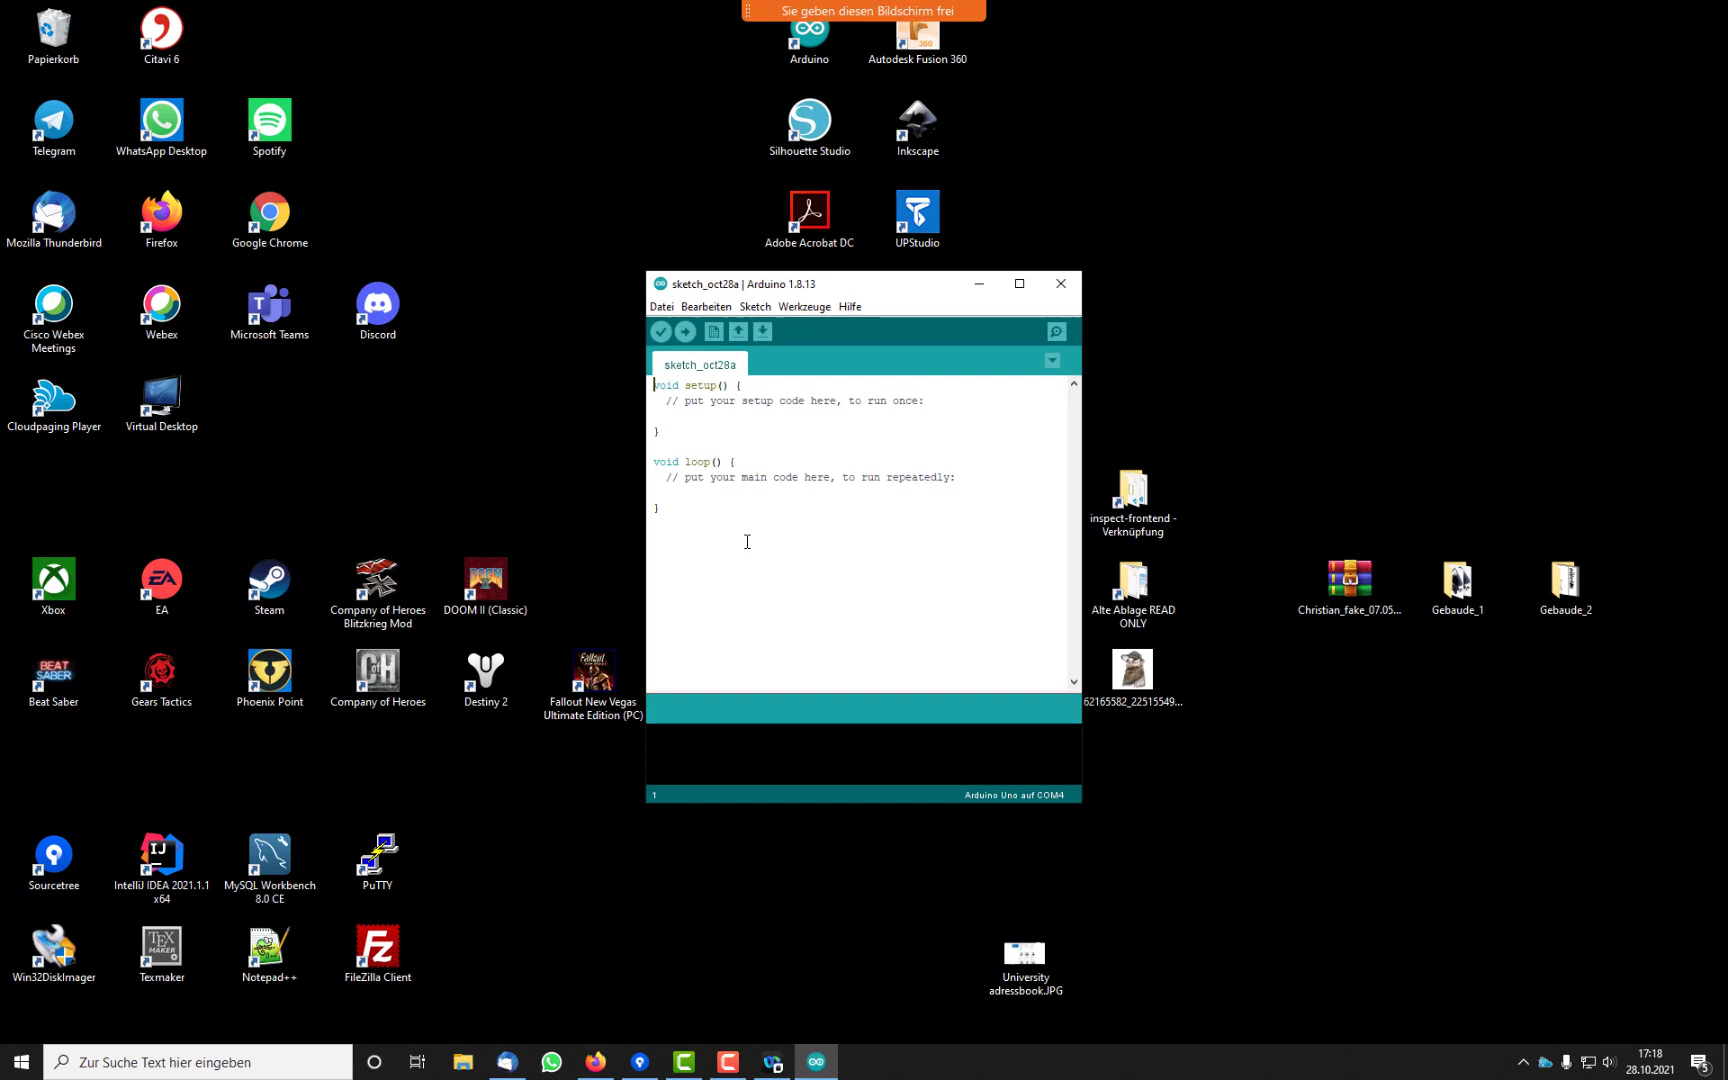 Sie geben diesen Bildschirm frei
Papierkorb
Citavi 6
Arduino
Autodesk Fusion 360
Telegram
WhatsApp Desktop
Spotify
Silhouette Studio
Inkscape
Mozilla Thunderbird
Firefox
Google Chrome
Adobe Acrobat DC
UPStudio
Cisco Webex
Meetings
Webex
Microsoft Teams
Discord
Cloudpaging Player
Virtual Desktop
sketch_oct28a | Arduino 1.8.13
Datei Bearbeiten Sketch Werkzeuge Hilfe
sketch_oct28a
void setup() {
// put your setup code here, to run once:
}
void loop() {
// put your main code here, to run repeatedly:
}
1
Arduino Uno auf COM4
inspect-frontend -
Verknüpfung
Xbox
EA
Steam
Company of Heroes
Blitzkrieg Mod
DOOM II (Classic)
Alte Ablage READ
ONLY
Christian_fake_07.05...
Gebaude_1
Gebaude_2
Beat Saber
Gears Tactics
Phoenix Point
Company of Heroes
Destiny 2
Fallout New Vegas
Ultimate Edition (PC)
62165582_22515549...
Sourcetree
IntelliJ IDEA 2021.1.1
x64
MySQL Workbench
8.0 CE
PuTTY
Win32DiskImager
Texmaker
Notepad++
FileZilla Client
University
adressbook.JPG
Zur Suche Text hier eingeben
17:18
28.10.2021
5